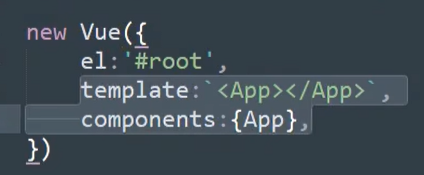 new Vue({
    el:'#root',
    template:`<App></App>`,
    components:{App},
})